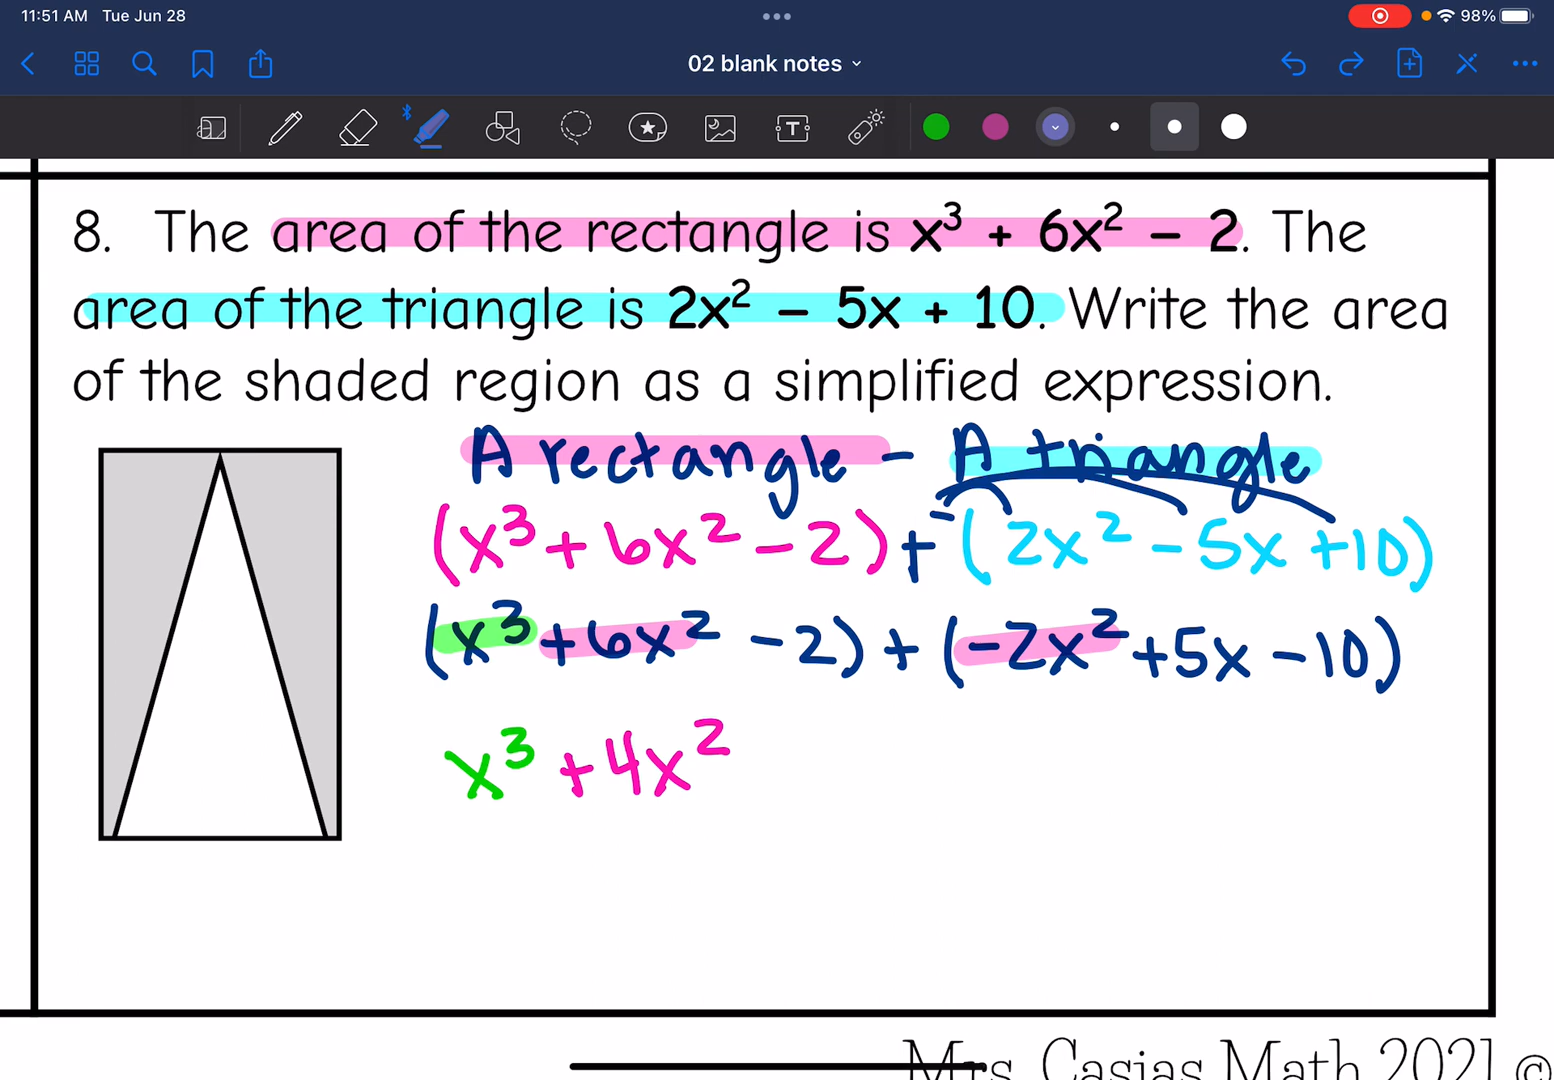 11:51 AM Tue Jun 28
98%
02 blank notes
T
8. The area of the rectangle is x³ + 6x² − 2. The
area of the triangle is 2x² − 5x + 10. Write the area
of the shaded region as a simplified expression.
A rectangle − A triangle
(x³ + 6x² − 2) + −(2x² − 5x + 10)
(x³ + 6x² − 2) + (−2x² + 5x − 10)
x³ + 4x²
Mrs. Casias Math 2021 ©